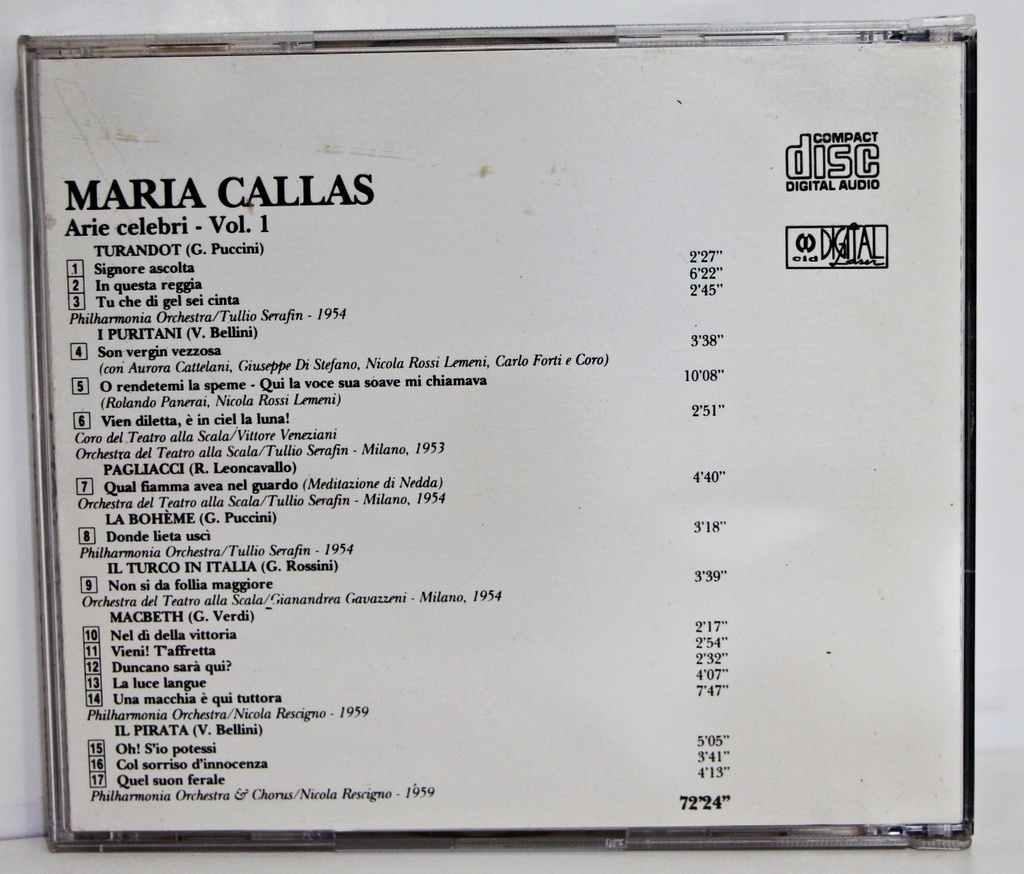 COMPACT
disc
DIGITAL AUDIO
MARIA CALLAS
Arie celebri - Vol. 1
cid DIGITAL Laser
TURANDOT (G. Puccini)
1 Signore ascolta 2'27"
2 In questa reggia 6'22"
3 Tu che di gel sei cinta 2'45"
Philharmonia Orchestra/Tullio Serafin - 1954
I PURITANI (V. Bellini)
4 Son vergin vezzosa 3'38"
(con Aurora Cattelani, Giuseppe Di Stefano, Nicola Rossi Lemeni, Carlo Forti e Coro)
5 O rendetemi la speme - Qui la voce sua soave mi chiamava 10'08"
(Rolando Panerai, Nicola Rossi Lemeni)
6 Vien diletta, è in ciel la luna! 2'51"
Coro del Teatro alla Scala/Vittore Veneziani
Orchestra del Teatro alla Scala/Tullio Serafin - Milano, 1953
PAGLIACCI (R. Leoncavallo)
7 Qual fiamma avea nel guardo (Meditazione di Nedda) 4'40"
Orchestra del Teatro alla Scala/Tullio Serafin - Milano, 1954
LA BOHÈME (G. Puccini)
8 Donde lieta uscì 3'18"
Philharmonia Orchestra/Tullio Serafin - 1954
IL TURCO IN ITALIA (G. Rossini)
9 Non si da follia maggiore 3'39"
Orchestra del Teatro alla Scala/Gianandrea Gavazzeni - Milano, 1954
MACBETH (G. Verdi)
10 Nel dì della vittoria 2'17"
11 Vieni! T'affretta 2'54"
12 Duncano sarà qui? 2'32"
13 La luce langue 4'07"
14 Una macchia è qui tuttora 7'47"
Philharmonia Orchestra/Nicola Rescigno - 1959
IL PIRATA (V. Bellini)
15 Oh! S'io potessi 5'05"
16 Col sorriso d'innocenza 3'41"
17 Quel suon ferale 4'13"
Philharmonia Orchestra & Chorus/Nicola Rescigno - 1959
72'24"